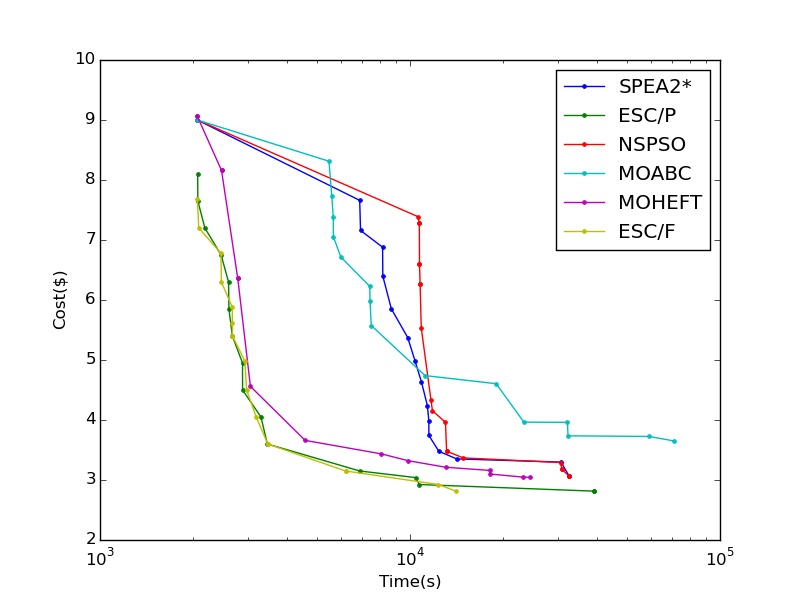 10
9
8
7
6
5
4
3
2
Cost($)
10³
10⁴
10⁵
Time(s)
SPEA2*
ESC/P
NSPSO
MOABC
MOHEFT
ESC/F